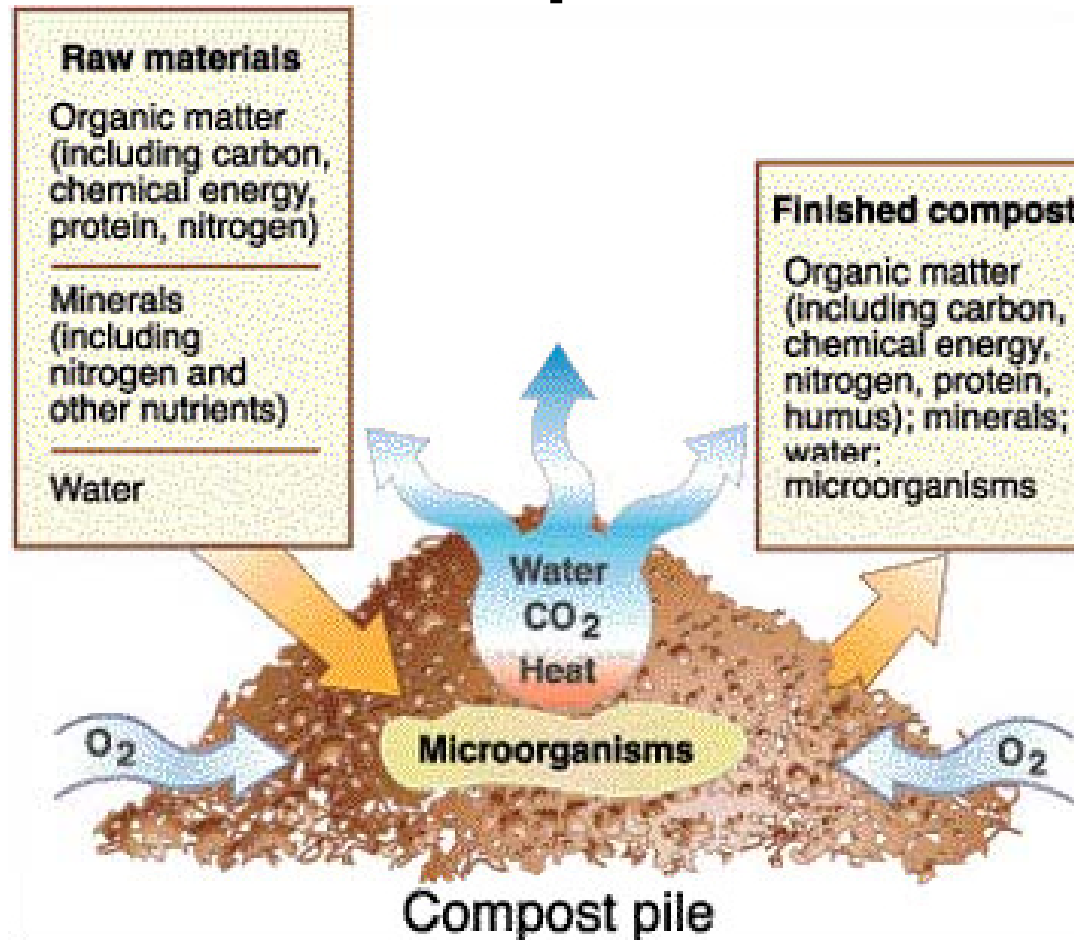 Raw materials
Organic matter
(including carbon,
chemical energy,
protein, nitrogen)
Minerals
(including
nitrogen and
other nutrients)
Water
Finished compost
Organic matter
(including carbon,
chemical energy,
nitrogen, protein,
humus); minerals;
water;
microorganisms
Water
CO2
Heat
Microorganisms
O2
O2
Compost pile